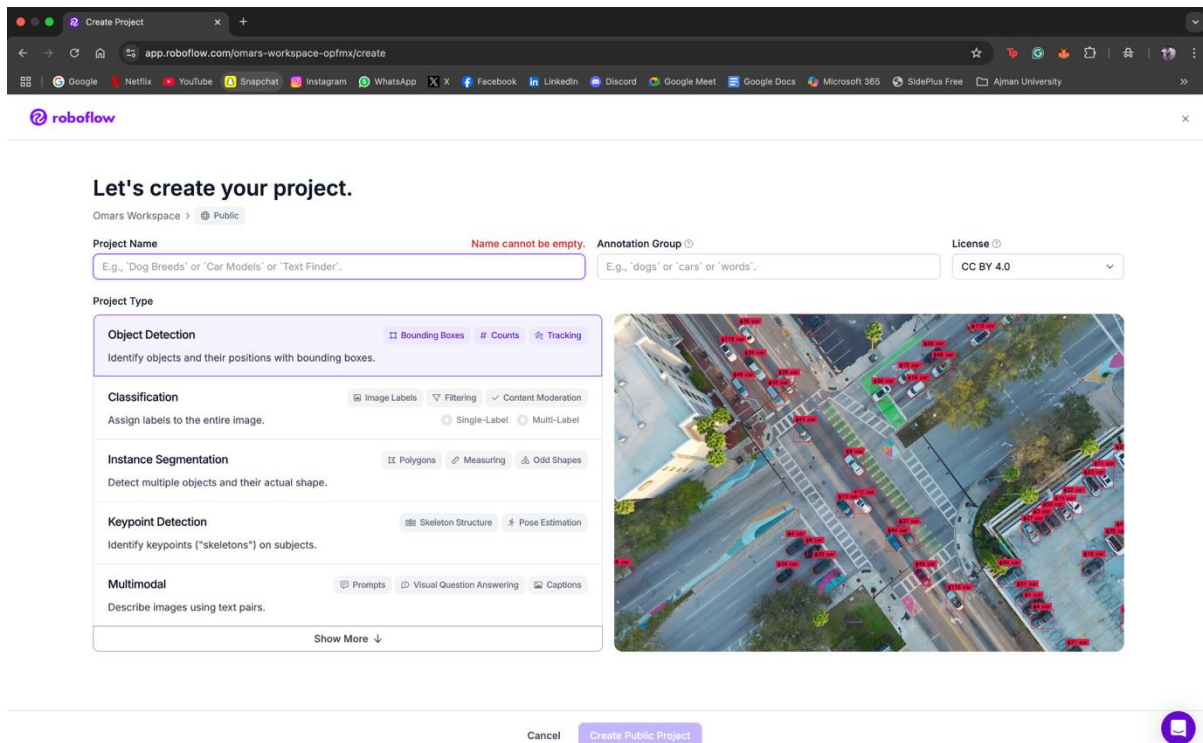 Create Project
app.roboflow.com/omars-workspace-opfmx/create
Google Netflix YouTube Snapchat Instagram WhatsApp X Facebook LinkedIn Discord Google Meet Google Docs Microsoft 365 SidePlus Free Ajman University
roboflow
Let's create your project.
Omars Workspace > Public
Project Name Name cannot be empty. Annotation Group License
E.g., `Dog Breeds` or `Car Models` or `Text Finder`. E.g., `dogs` or `cars` or `words`. CC BY 4.0
Project Type
Object Detection Bounding Boxes # Counts Tracking
Identify objects and their positions with bounding boxes.
Classification Image Labels Filtering Content Moderation
Assign labels to the entire image. Single-Label Multi-Label
Instance Segmentation Polygons Measuring Odd Shapes
Detect multiple objects and their actual shape.
Keypoint Detection Skeleton Structure Pose Estimation
Identify keypoints ("skeletons") on subjects.
Multimodal Prompts Visual Question Answering Captions
Describe images using text pairs.
Show More ↓
Cancel Create Public Project